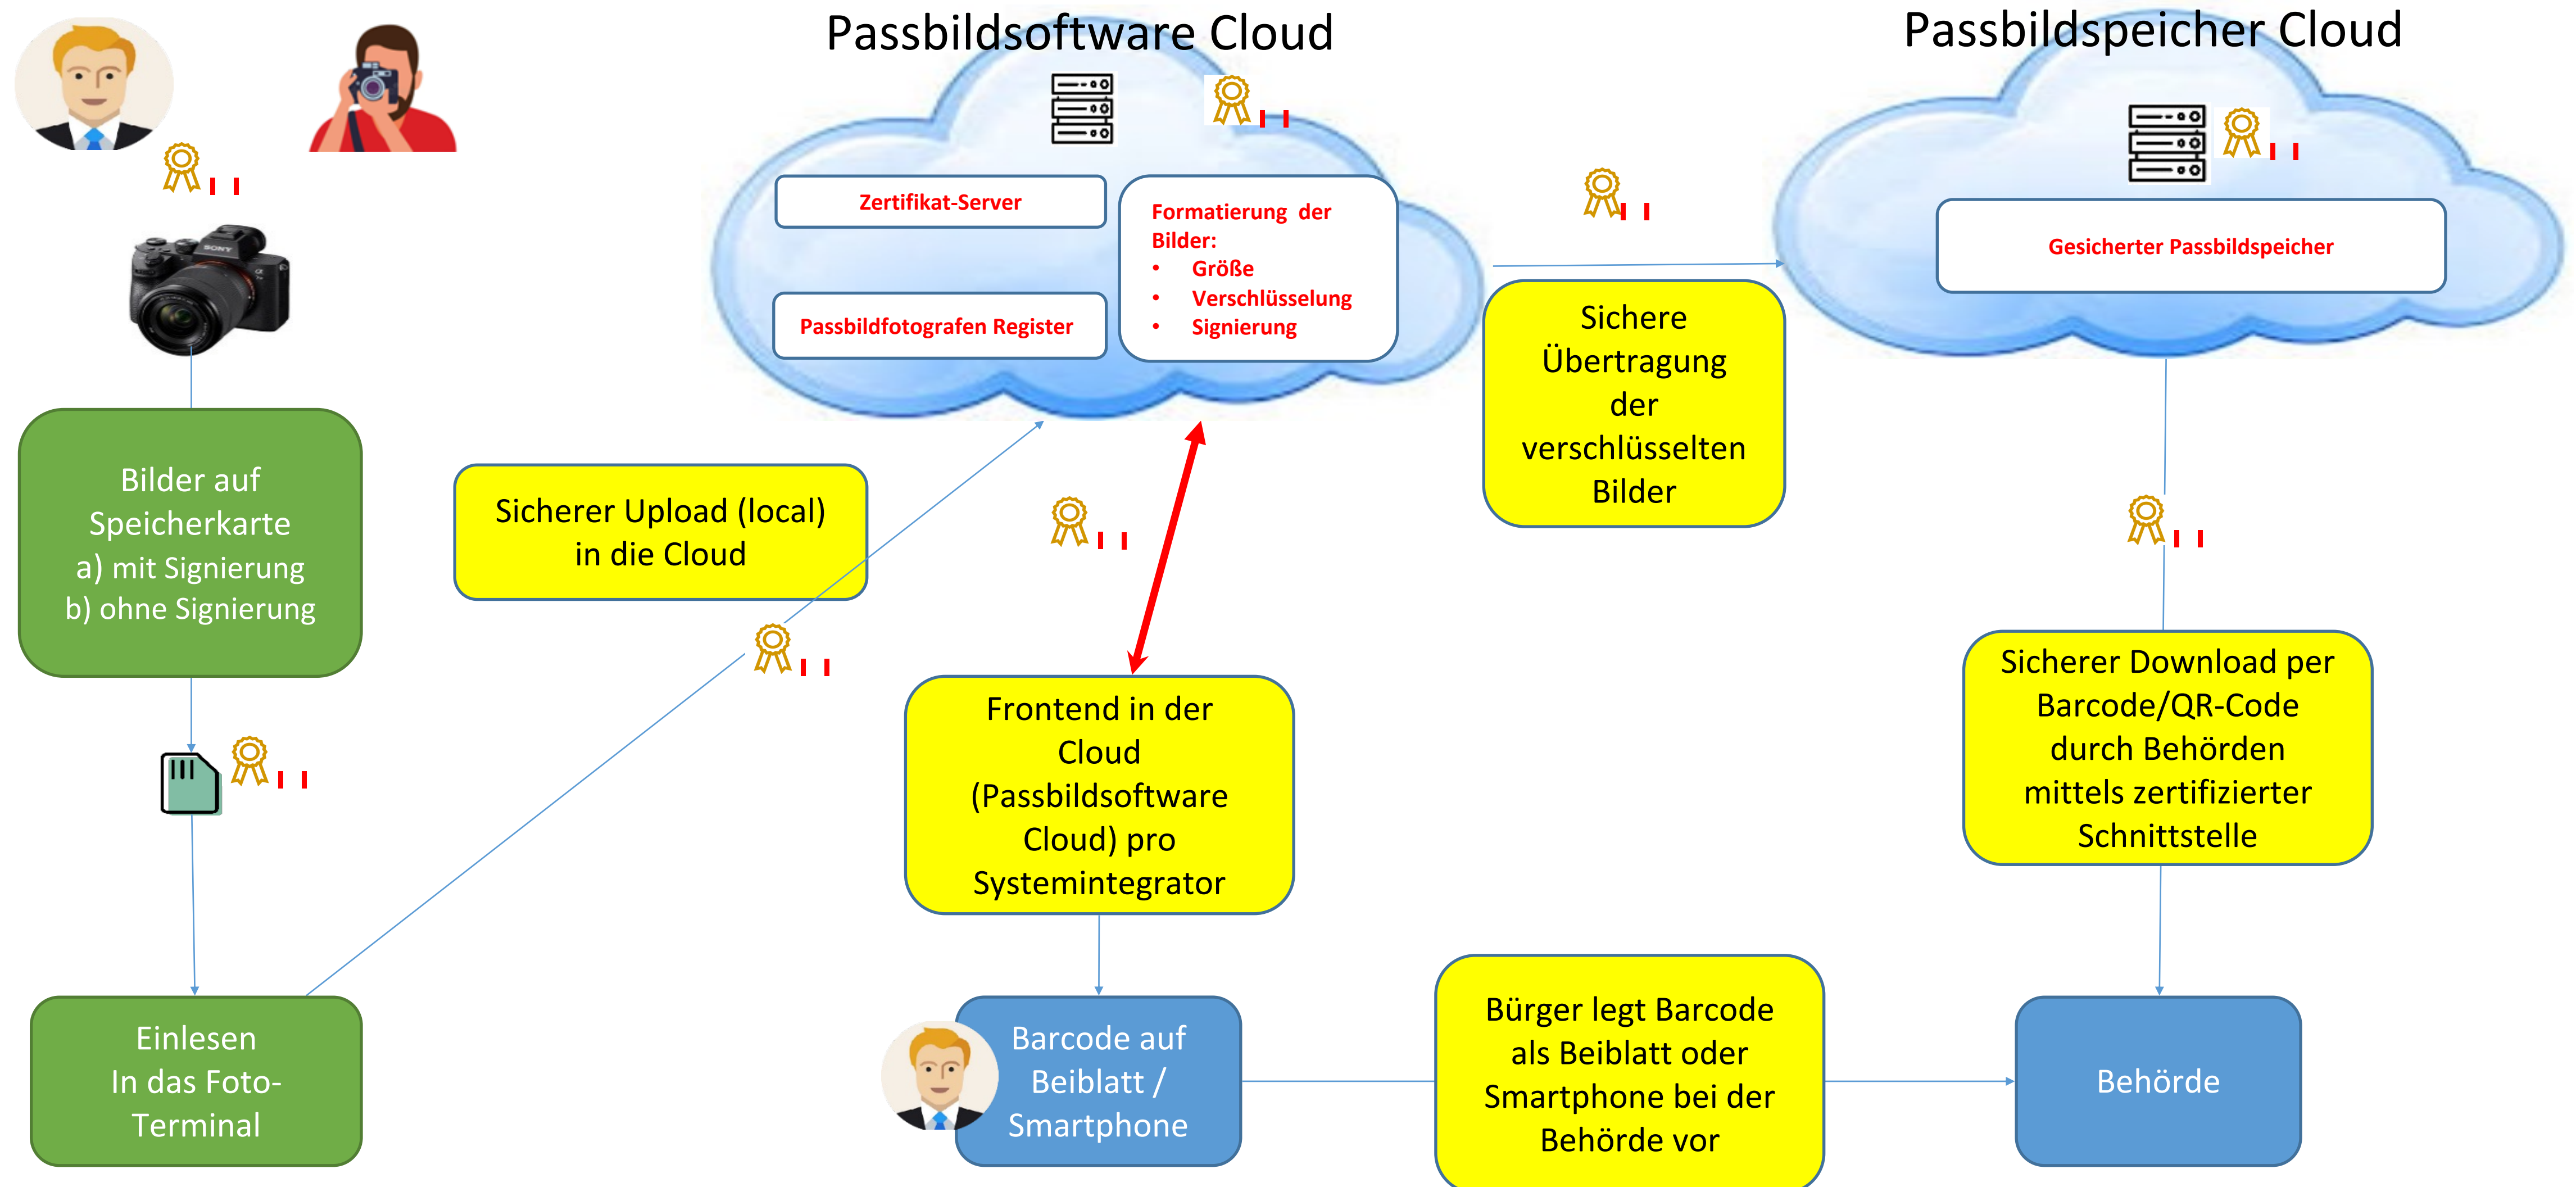 Passbildsoftware Cloud
Passbildspeicher Cloud
Zertifikat-Server
Passbildfotografen Register
Formatierung der
Bilder:
• Größe
• Verschlüsselung
• Signierung
Gesicherter Passbildspeicher
SONY
Sichere
Übertragung
der
verschlüsselten
Bilder
Bilder auf
Speicherkarte
a) mit Signierung
b) ohne Signierung
Sicherer Upload (local)
in die Cloud
Frontend in der
Cloud
(Passbildsoftware
Cloud) pro
Systemintegrator
Sicherer Download per
Barcode/QR-Code
durch Behörden
mittels zertifizierter
Schnittstelle
Einlesen
In das Foto-
Terminal
Barcode auf
Beiblatt /
Smartphone
Bürger legt Barcode
als Beiblatt oder
Smartphone bei der
Behörde vor
Behörde